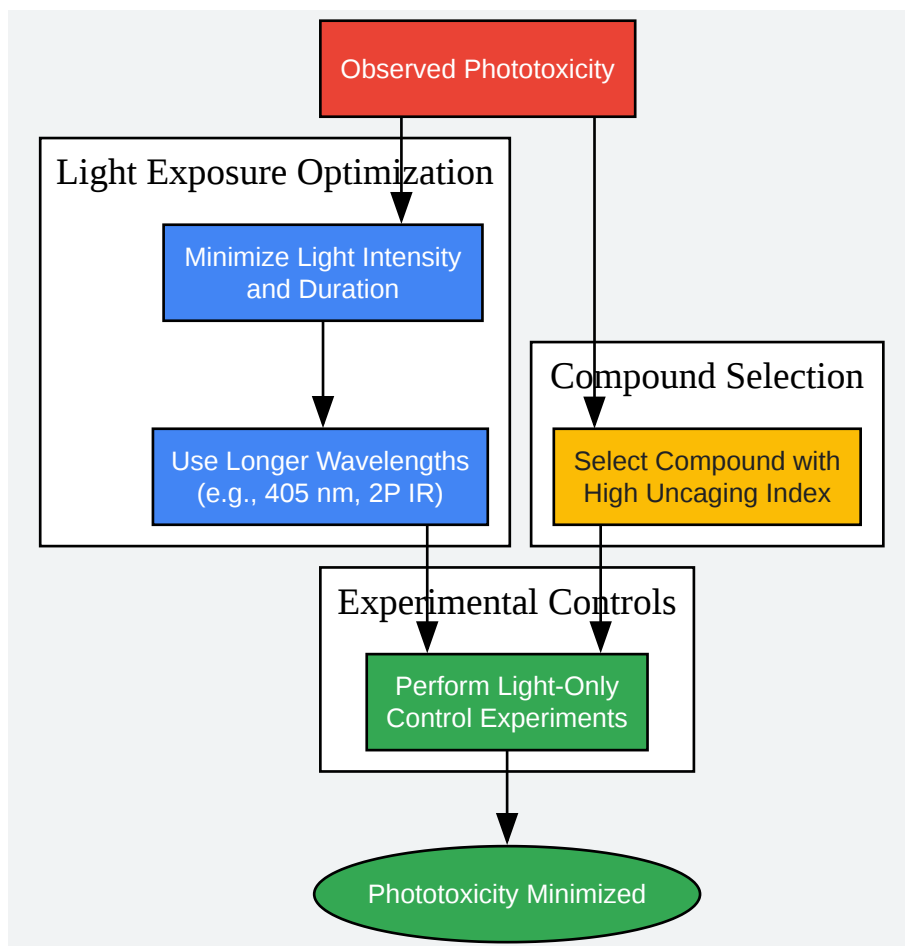 Observed Phototoxicity
Light Exposure Optimization
Minimize Light Intensity
and Duration
Use Longer Wavelengths
(e.g., 405 nm, 2P IR)
Compound Selection
Select Compound with
High Uncaging Index
Experimental Controls
Perform Light-Only
Control Experiments
Phototoxicity Minimized